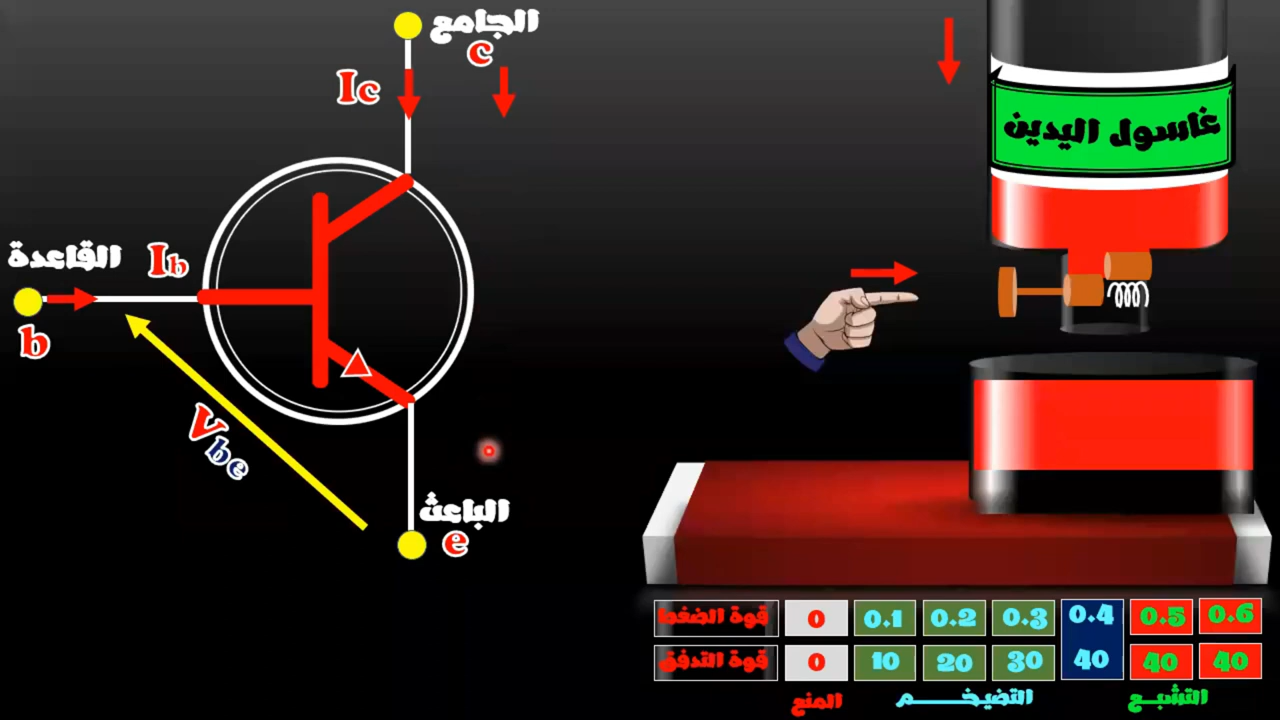 الجامع
c
Ic
غاسول اليدين
القاعدة
Ib
b
Vbe
الباعث
e
قوة الضغط 0 0.1 0.2 0.3 0.4 0.5 0.6
قوة التدفق 0 10 20 30 40 40 40
المنع التضيخم التشبع